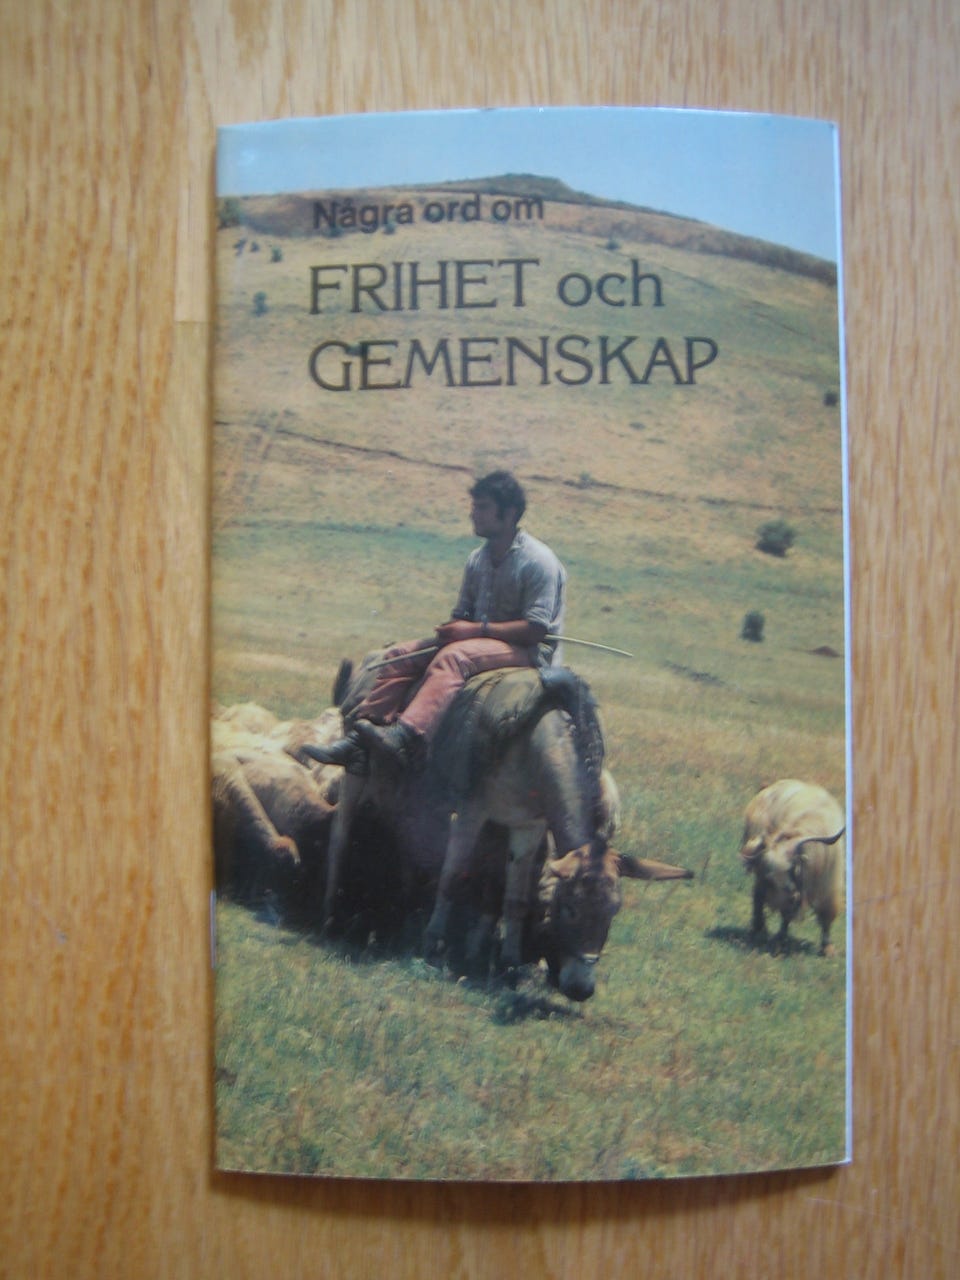 Några ord om
FRIHET och
GEMENSKAP